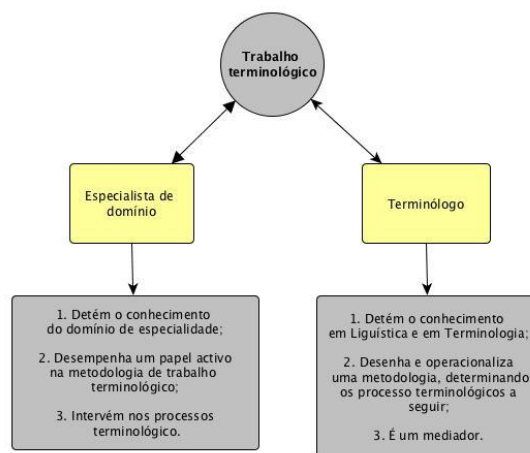 Trabalho
terminológico
Especialista de
domínio
Terminólogo
1. Detém o conhecimento
do domínio de especialidade;
2. Desempenha um papel activo
na metodologia de trabalho
terminológico;
3. Intervém nos processos
terminológico.
1. Detém o conhecimento
em Liguística e em Terminologia;
2. Desenha e operacionaliza
uma metodologia, determinando
os processo terminológicos a
seguir;
3. É um mediador.